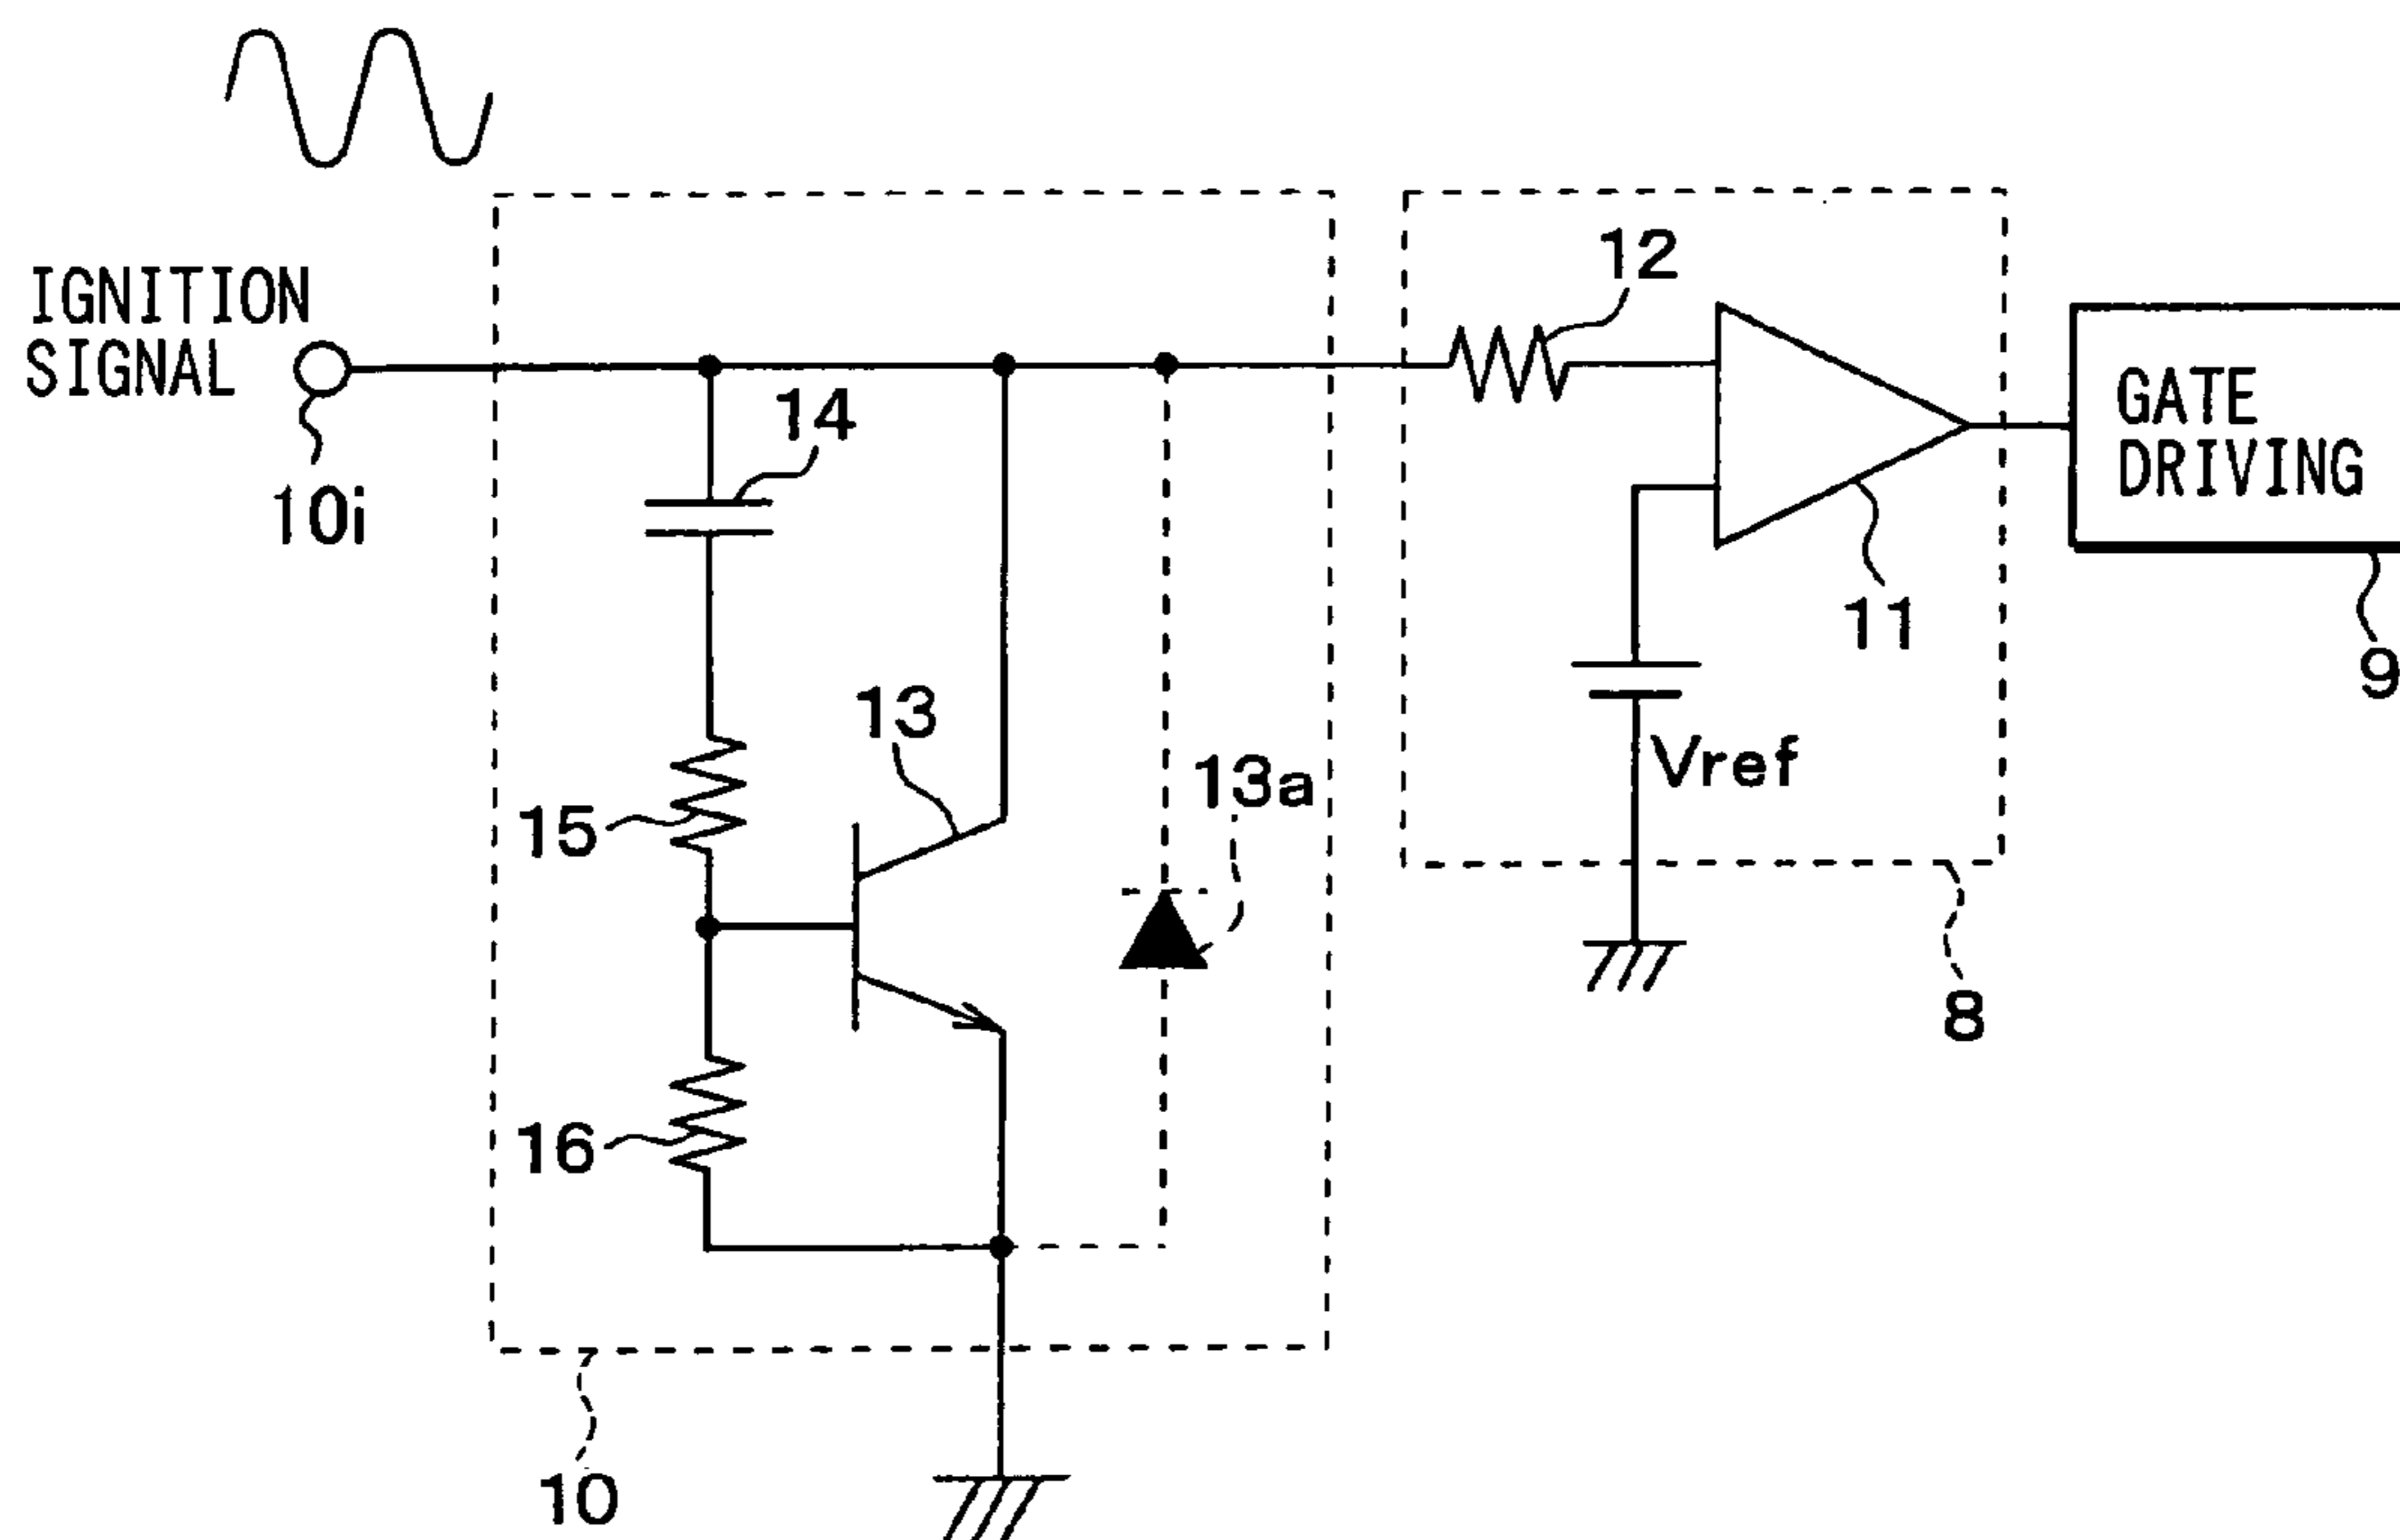 IGNITION
SIGNAL
10i
14
12
GATE
DRIVING
11
9
13
Vref
13a
15
8
16
10